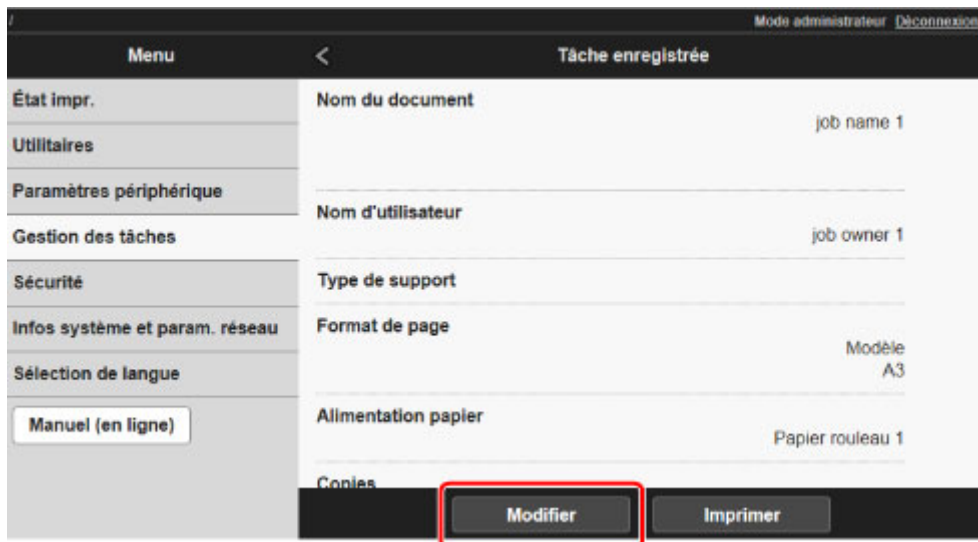 /
Mode administrateur Déconnexion
Menu
< Tâche enregistrée
État impr.
Utilitaires
Paramètres périphérique
Gestion des tâches
Sécurité
Infos système et param. réseau
Sélection de langue
Manuel (en ligne)
Nom du document
job name 1
Nom d'utilisateur
job owner 1
Type de support
Format de page
Modèle
A3
Alimentation papier
Papier rouleau 1
Copies
Modifier
Imprimer